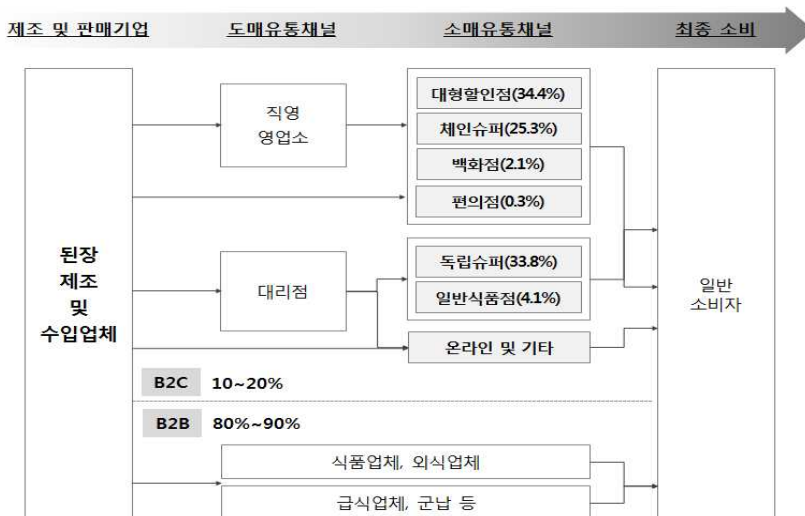 제조 및 판매기업
도매유통채널
소매유통채널
최종 소비
된장
제조
및
수입업체
직영
영업소
대형할인점(34.4%)
체인슈퍼(25.3%)
백화점(2.1%)
편의점(0.3%)
대리점
독립슈퍼(33.8%)
일반식품점(4.1%)
온라인 및 기타
일반
소비자
B2C 10~20%
B2B 80%~90%
식품업체, 외식업체
급식업체, 군납 등